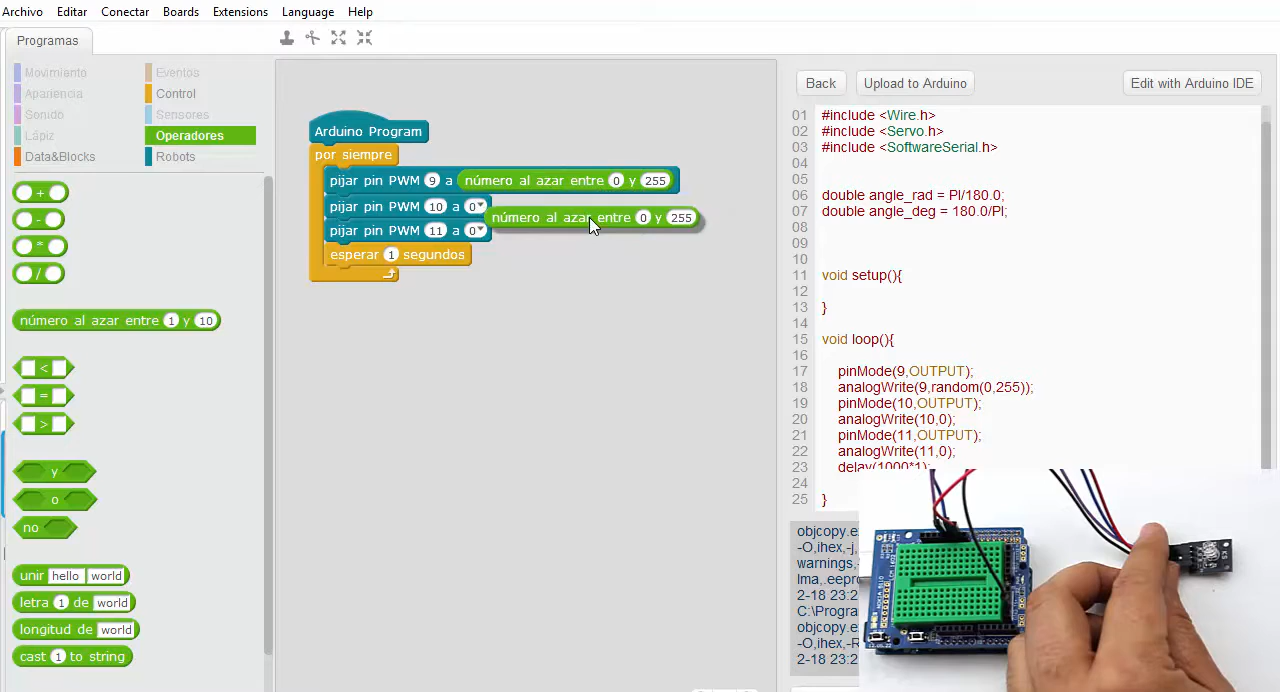 Archivo Editar Conectar Boards Extensions Language Help
Programas
Movimiento Eventos
Apariencia Control
Sonido Sensores
Lápiz Operadores
Data&Blocks Robots
+
-
*
/
número al azar entre 1 y 10
<
=
>
y
o
no
unir hello world
letra 1 de world
longitud de world
cast 1 to string
Arduino Program
por siempre
pijar pin PWM 9 a número al azar entre 0 y 255
pijar pin PWM 10 a 0
número al azar entre 0 y 255
pijar pin PWM 11 a 0
esperar 1 segundos
Back Upload to Arduino Edit with Arduino IDE
01 #include <Wire.h>
02 #include <Servo.h>
03 #include <SoftwareSerial.h>
04
05
06 double angle_rad = PI/180.0;
07 double angle_deg = 180.0/PI;
08
09
10
11 void setup(){
12
13 }
14
15 void loop(){
16
17 pinMode(9,OUTPUT);
18 analogWrite(9,random(0,255));
19 pinMode(10,OUTPUT);
20 analogWrite(10,0);
21 pinMode(11,OUTPUT);
22 analogWrite(11,0);
23 delay(1000*1);
24
25 }
objcopy.e
-O,ihex,-j,
warnings,-
lma,.eepro
2-18 23:2
C:\Progra
objcopy.e
-O,ihex,-R
2-18 23:2